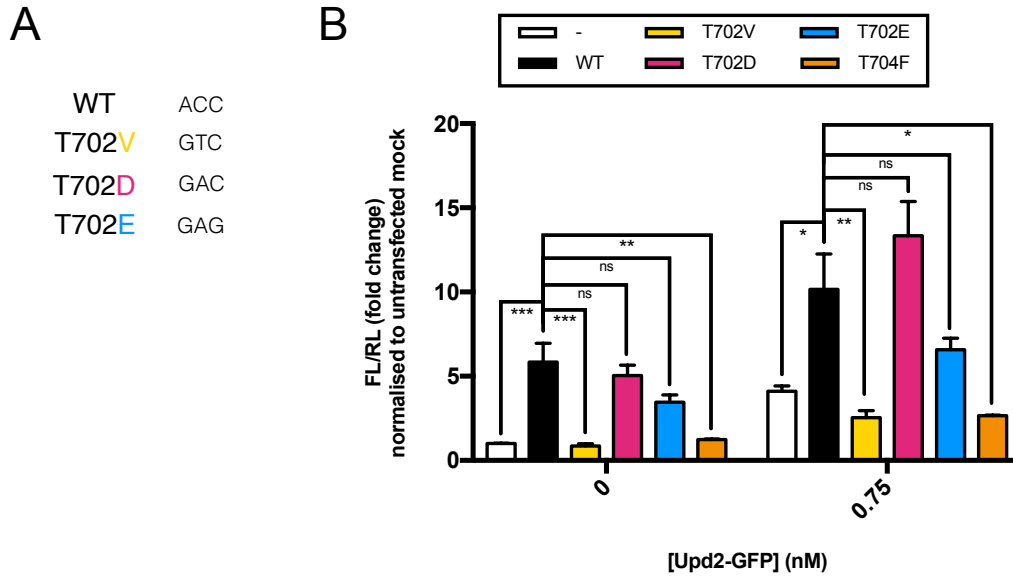 A
B
WT ACC
T702V GTC
T702D GAC
T702E GAG
- T702V T702E
WT T702D T704F
FL/RL (fold change)
normalised to untransfected mock
20
15
10
5
0
*** *** ns ns **
* ** ns ns *
0 0.75
[Upd2-GFP] (nM)